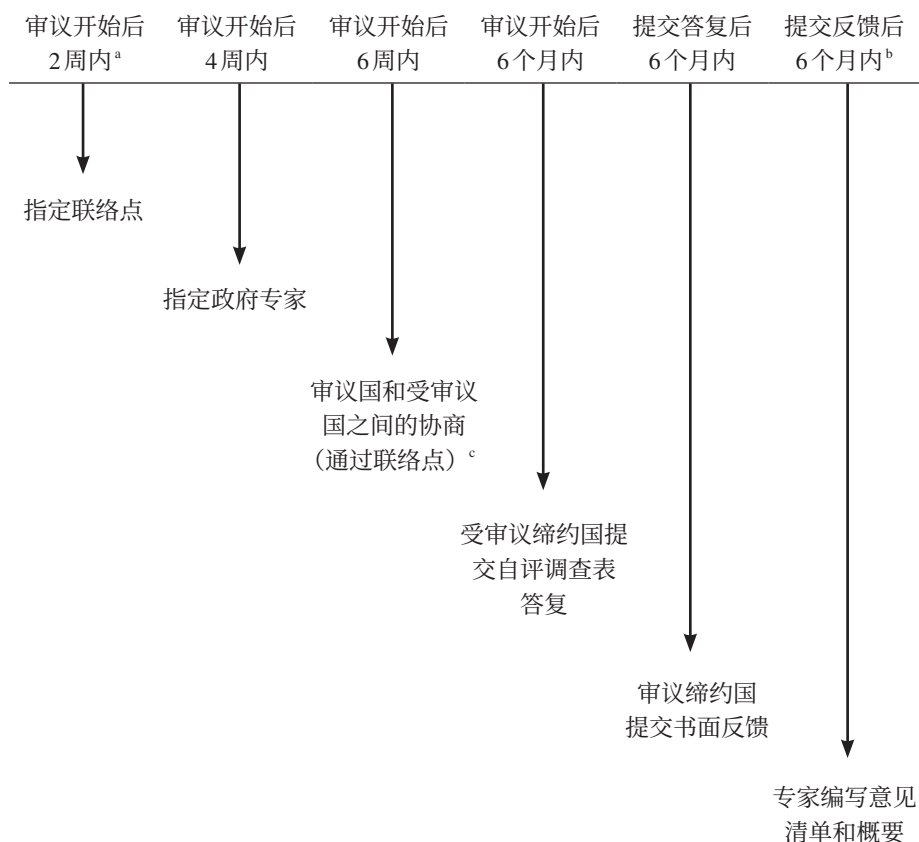 审议开始后
2周内ᵃ
审议开始后
4周内
审议开始后
6周内
审议开始后
6个月内
提交答复后
6个月内
提交反馈后
6个月内ᵇ
指定联络点
指定政府专家
审议国和受审议
国之间的协商
（通过联络点）ᶜ
受审议缔约国提
交自评调查表
答复
审议缔约国
提交书面反馈
专家编写意见
清单和概要